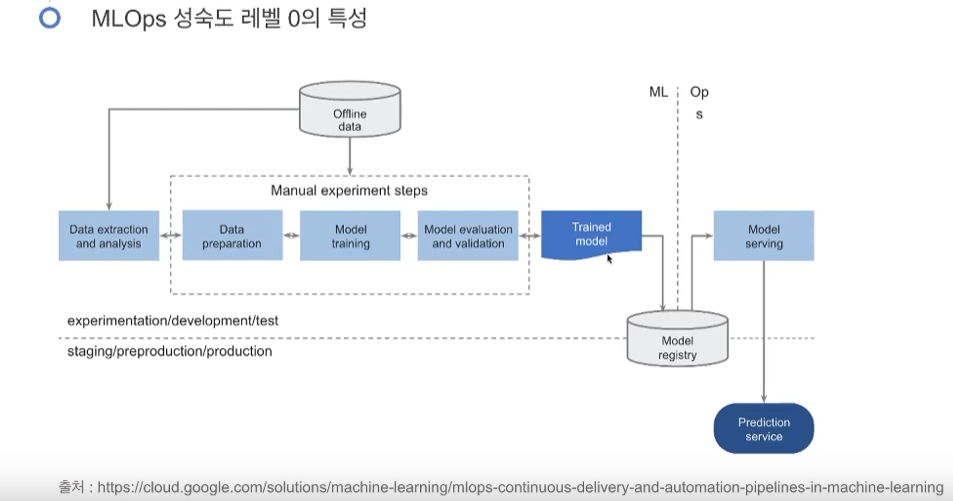 MLOps 성숙도 레벨 0의 특성
Offline
data
ML
Op
s
Manual experiment steps
Data extraction
and analysis
Data
preparation
Model
training
Model evaluation
and validation
Trained
model
Model
serving
experimentation/development/test
staging/preproduction/production
Model
registry
Prediction
service
출처 : https://cloud.google.com/solutions/machine-learning/mlops-continuous-delivery-and-automation-pipelines-in-machine-learning